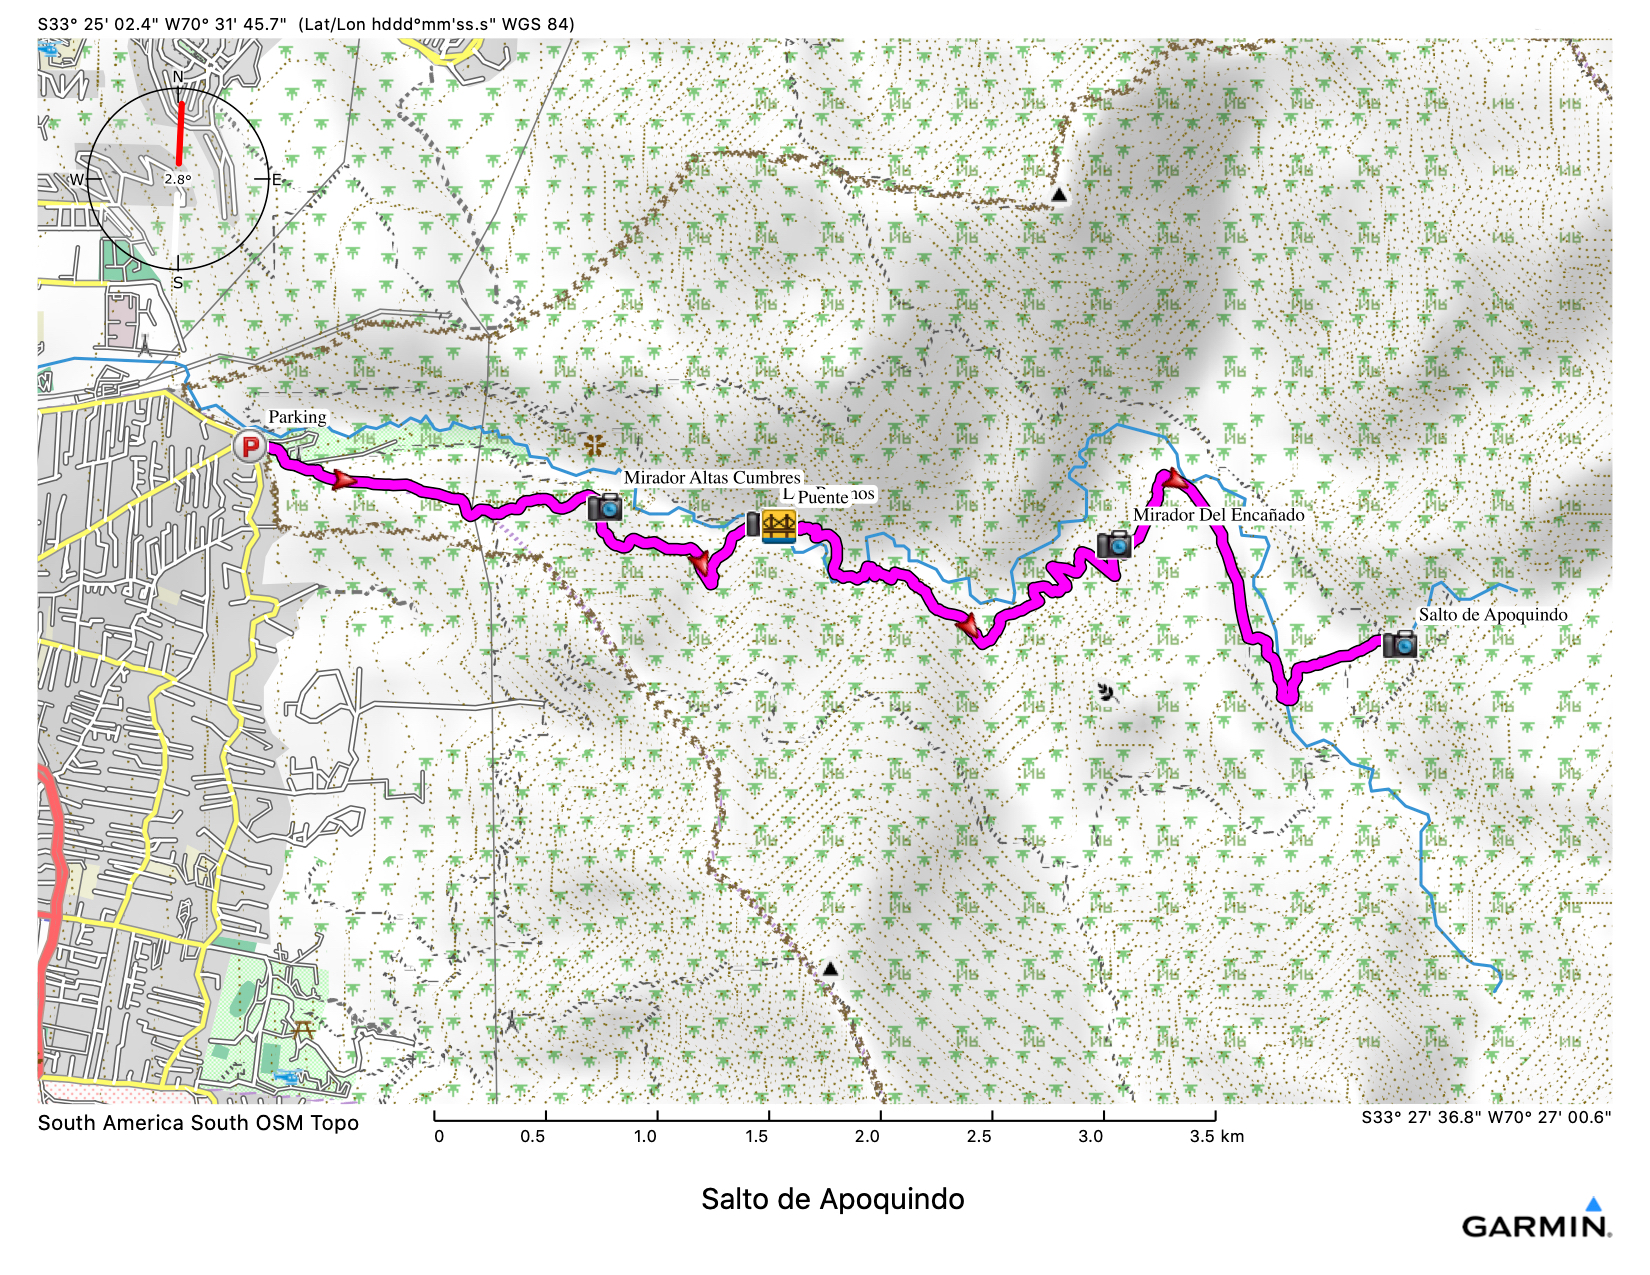 S33° 25' 02.4" W70° 31' 45.7" (Lat/Lon hddd°mm'ss.s" WGS 84)
N
W
2.8°
E
S
Parking
P
Mirador Altas Cumbres
Puente
Mirador Del Encañado
Salto de Apoquindo
South America South OSM Topo
0 0.5 1.0 1.5 2.0 2.5 3.0 3.5 km
S33° 27' 36.8" W70° 27' 00.6"
Salto de Apoquindo
GARMIN.